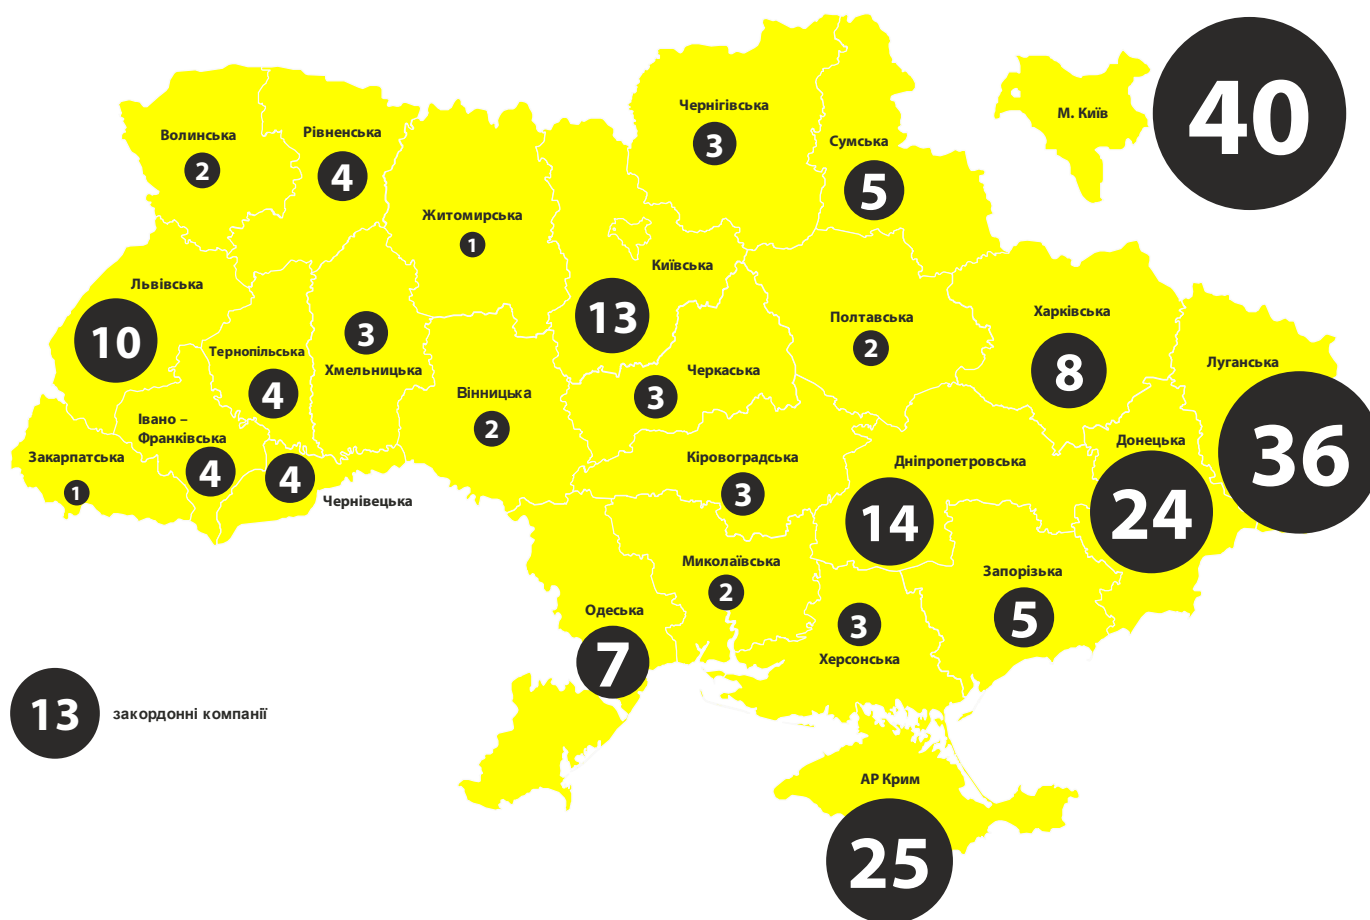 М. Київ
40
Чернігівська
3
Сумська
5
Волинська
2
Рівненська
4
Житомирська
1
Київська
13
Львівська
10
Тернопільська
4
3
Хмельницька
Вінницька
2
Черкаська
3
Полтавська
2
Харківська
8
Луганська
36
Івано –
Франківська
4
Закарпатська
1
4
Чернівецька
Кіровоградська
3
Дніпропетровська
14
Донецька
24
Миколаївська
2
Запорізька
5
Одеська
7
3
Херсонська
13
закордонні компанії
АР Крим
25